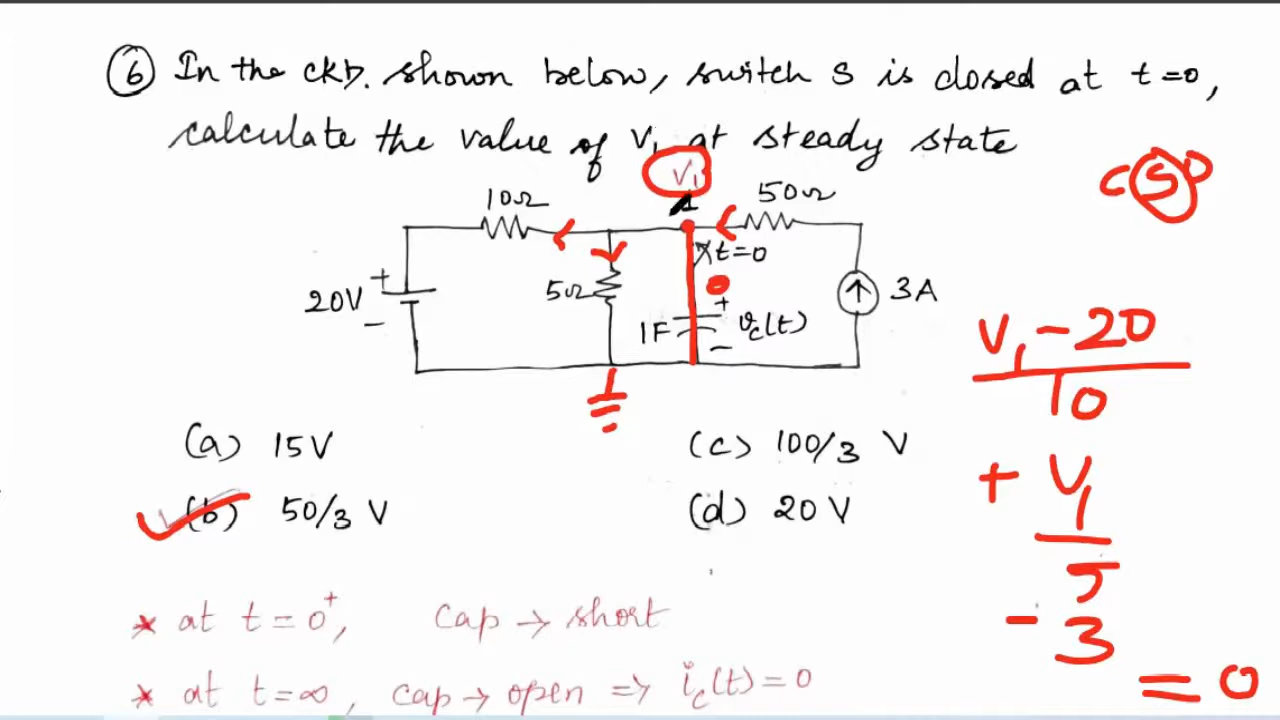 6 In the ckt. shown below, switch S is closed at t=0,
calculate the value of V1 at steady state
CSD
V1
10Ω
50Ω
t=0
20V
+
−
5Ω
1F
+
vc(t)
−
3A
V1 − 20
10
+ V1
5
− 3
= 0
(a) 15V
(c) 100/3 V
(b) 50/3 V
(d) 20 V
* at t = 0+, cap → short
* at t = ∞, cap → open ⇒ ic(t) = 0